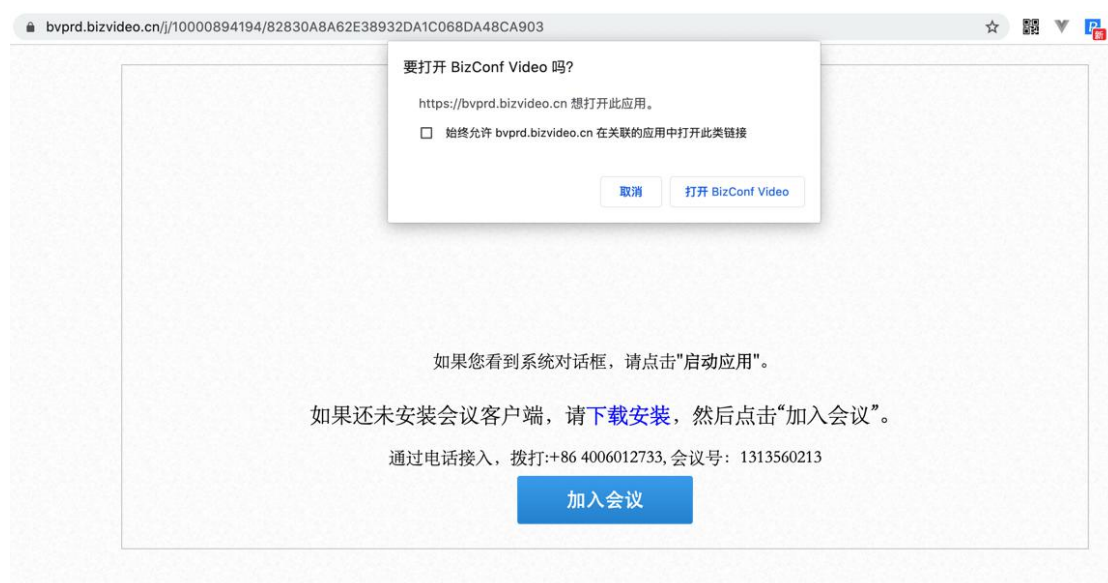 bvprd.bizvideo.cn/j/10000894194/82830A8A62E38932DA1C068DA48CA903
新
要打开 BizConf Video 吗?
https://bvprd.bizvideo.cn 想打开此应用。
始终允许 bvprd.bizvideo.cn 在关联的应用中打开此类链接
取消 打开 BizConf Video
如果您看到系统对话框，请点击"启动应用"。
如果还未安装会议客户端，请下载安装，然后点击“加入会议”。
通过电话接入，拨打:+86 4006012733, 会议号：1313560213
加入会议